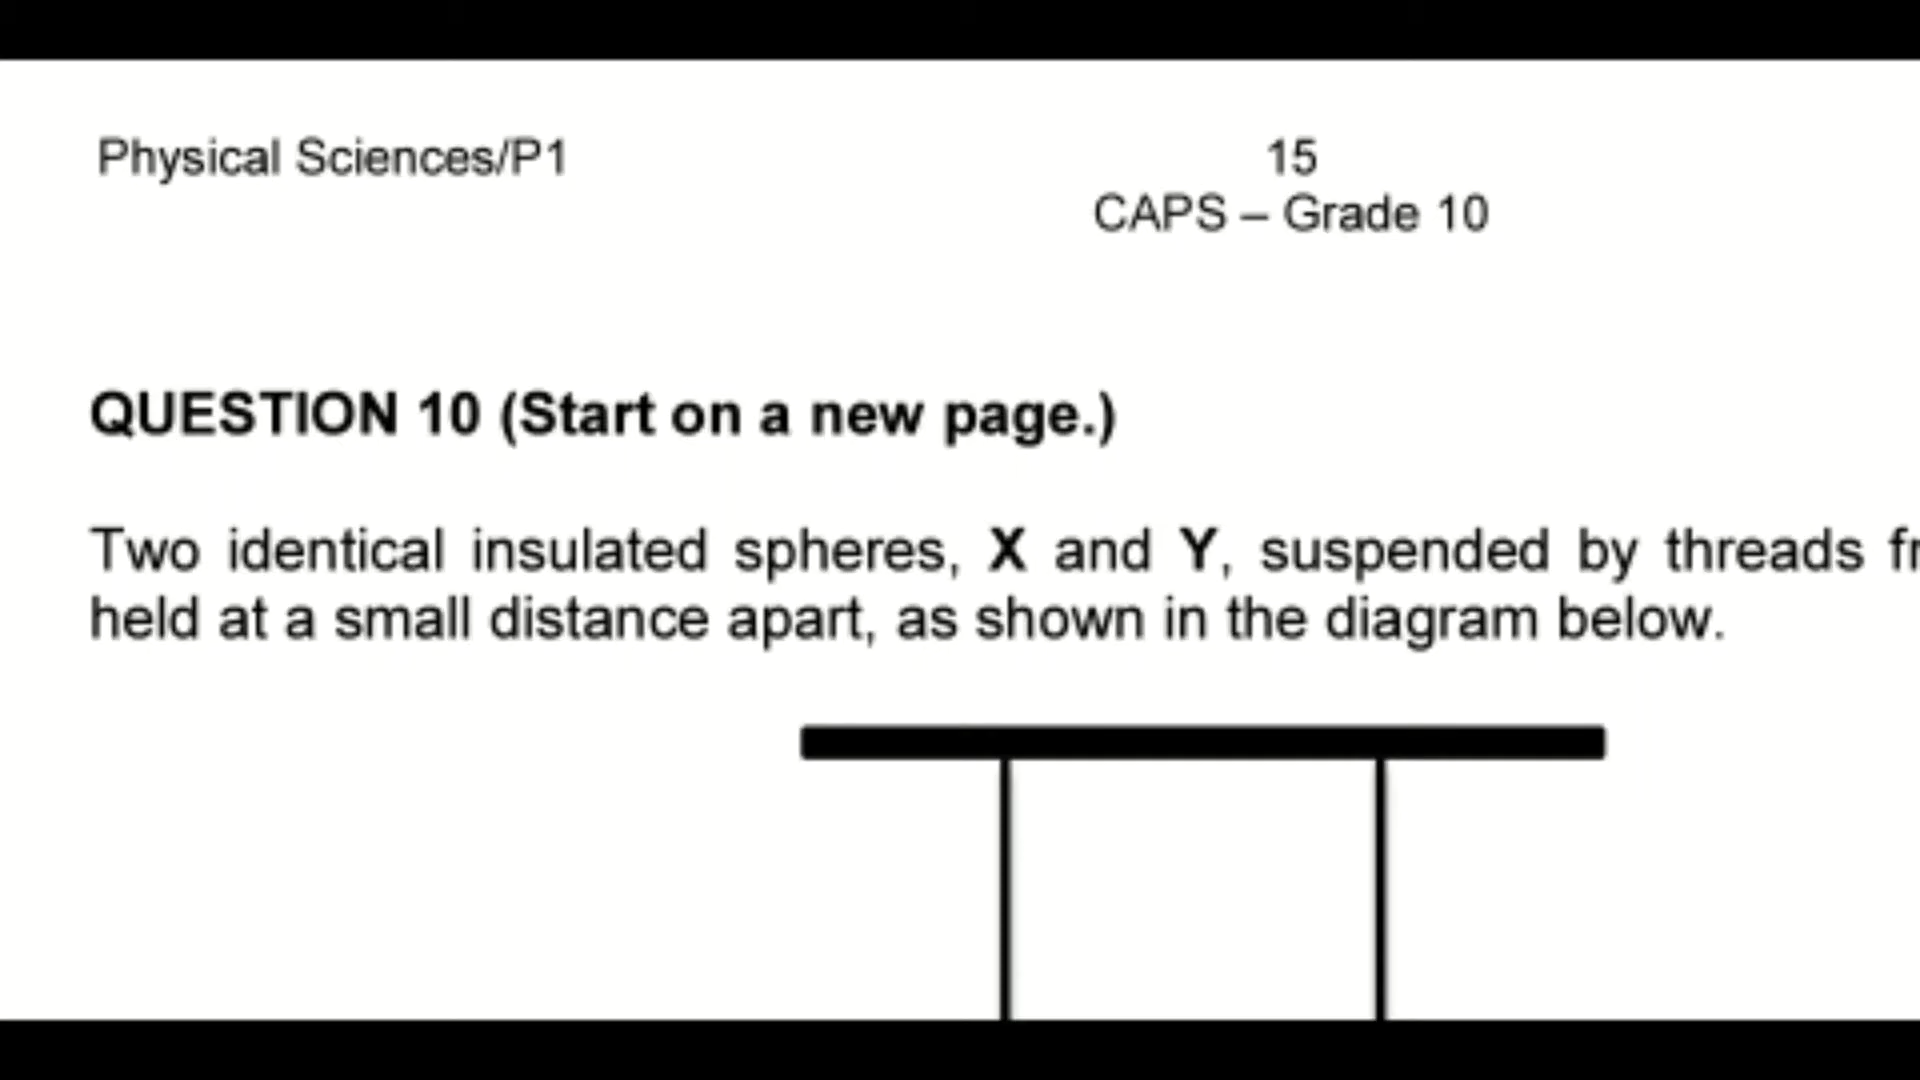 Physical Sciences/P1
15
CAPS – Grade 10
QUESTION 10 (Start on a new page.)
Two identical insulated spheres, X and Y, suspended by threads
held at a small distance apart, as shown in the diagram below.